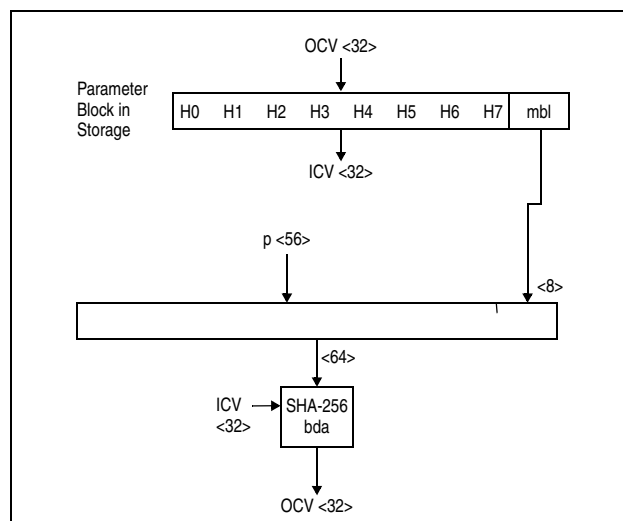 OCV <32>
Parameter
Block in
Storage
H0 H1 H2 H3 H4 H5 H6 H7 mbl
ICV <32>
p <56>
<8>
<64>
ICV
<32>
SHA-256
bda
OCV <32>